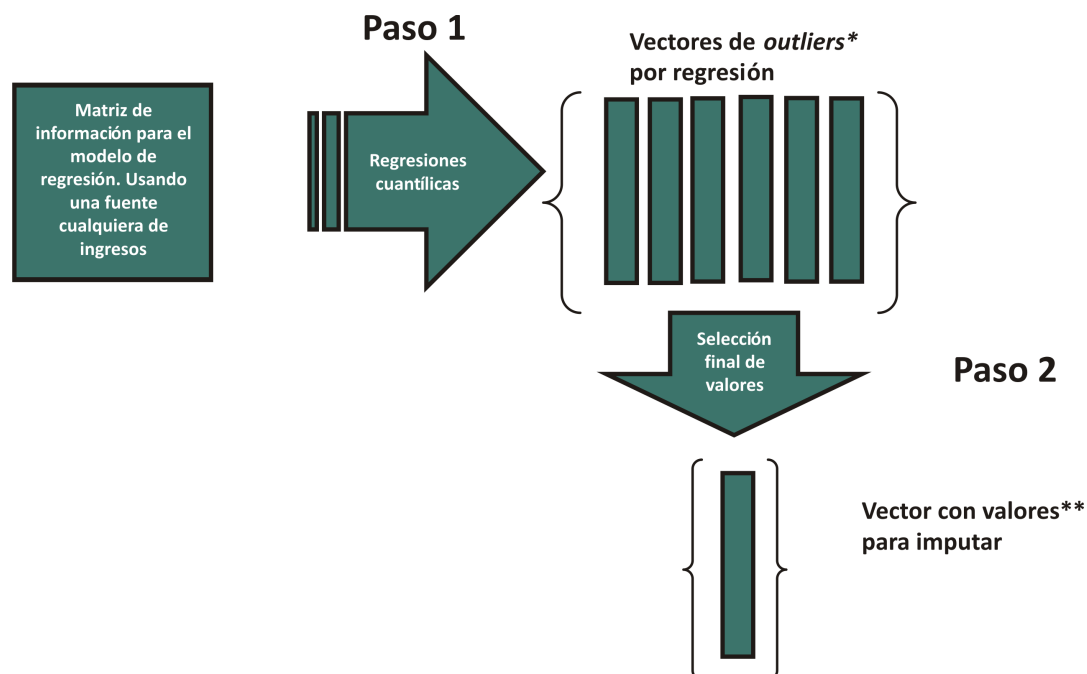 Paso 1
Vectores de outliers*
por regresión
Matriz de
información para el
modelo de
regresión. Usando
una fuente
cualquiera de
ingresos
Regresiones
cuantílicas
Selección
final de
valores
Paso 2
Vector con valores**
para imputar